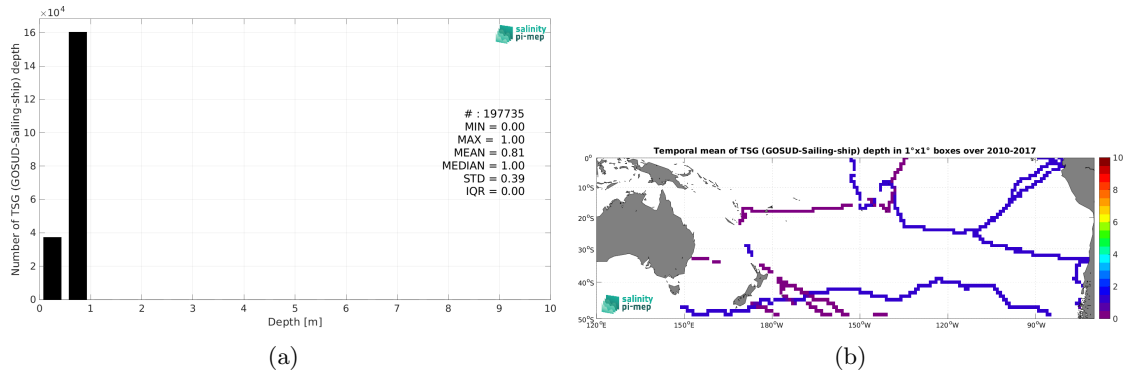 ×10⁴
16
14
12
10
8
6
4
2
0
Number of TSG (GOSUD-Sailing-ship) depth
0 1 2 3 4 5 6 7 8 9 10
Depth [m]
salinity
pi-mep
# : 197735
MIN = 0.00
MAX = 1.00
MEAN = 0.81
MEDIAN = 1.00
STD = 0.39
IQR = 0.00
(a)
Temporal mean of TSG (GOSUD-Sailing-ship) depth in 1°x1° boxes over 2010-2017
0°
10°S
20°S
30°S
40°S
50°S
120°E 150°E 180°W 150°W 120°W 90°W
10
8
6
4
2
0
salinity
pi-mep
(b)